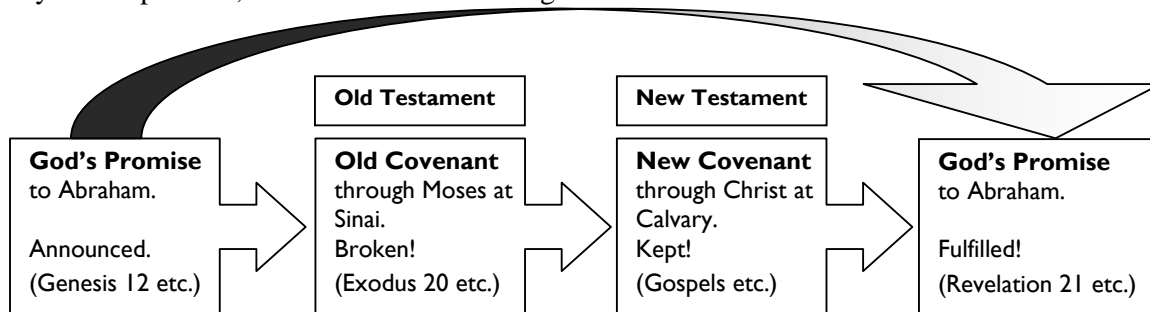 Old Testament
New Testament
God's Promise
to Abraham.
Announced.
(Genesis 12 etc.)
Old Covenant
through Moses at
Sinai.
Broken!
(Exodus 20 etc.)
New Covenant
through Christ at
Calvary.
Kept!
(Gospels etc.)
God's Promise
to Abraham.
Fulfilled!
(Revelation 21 etc.)